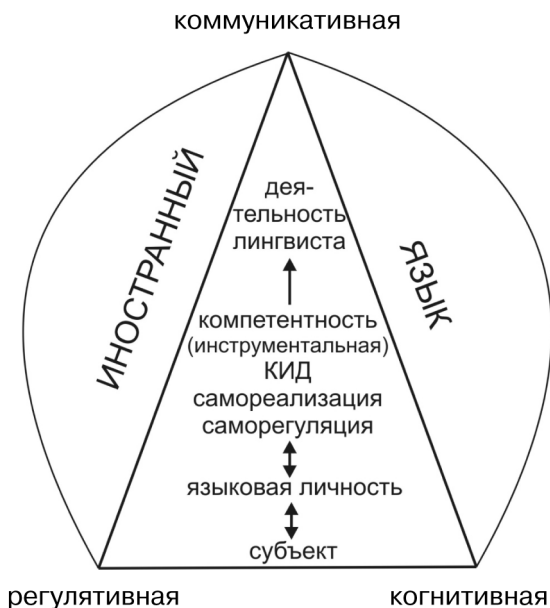 коммуникативная
ИНОСТРАННЫЙ
ЯЗЫК
дея-
тельность
лингвиста
компетентность
(инструментальная)
КИД
самореализация
саморегуляция
языковая личность
субъект
регулятивная
когнитивная